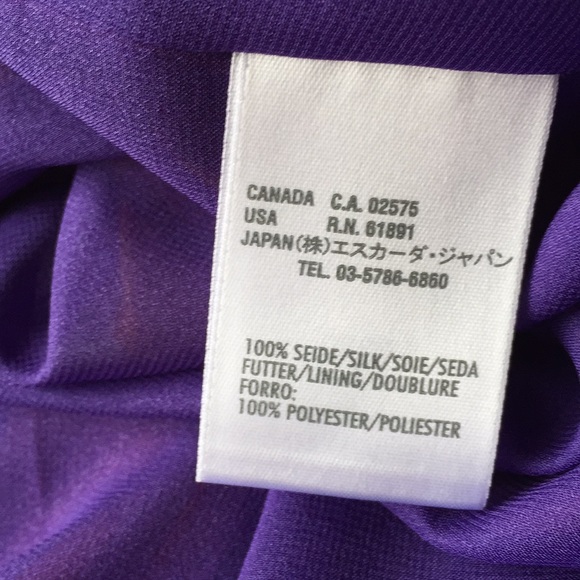 CANADA C.A. 02575
USA R.N. 61891
JAPAN(株)エスカーダ・ジャパン
TEL. 03-5786-6860
100% SEIDE/SILK/SOIE/SEDA
FUTTER/LINING/DOUBLURE
FORRO:
100% POLYESTER/POLIESTER